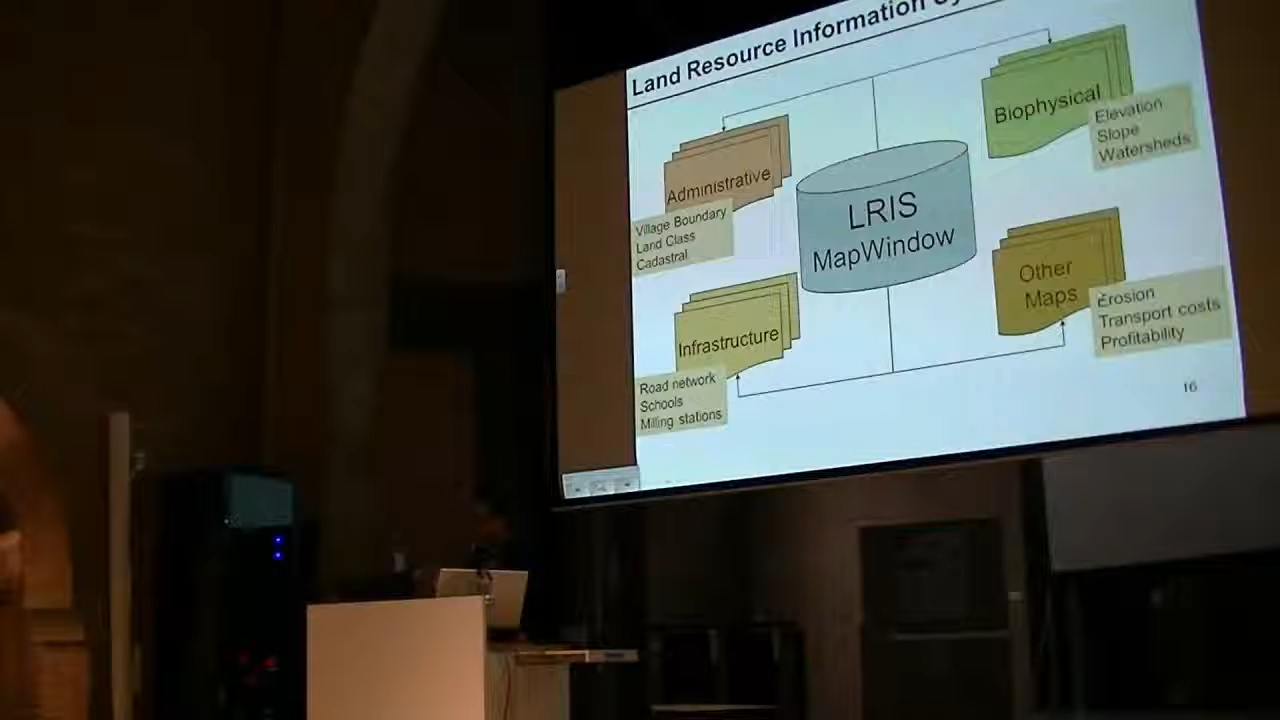 Land Resource Information
Administrative
Village Boundary
Land Class
Cadastral
Biophysical
Elevation
Slope
Watersheds
LRIS
MapWindow
Infrastructure
Road network
Schools
Milling stations
Other
Maps
Erosion
Transport costs
Profitability
16